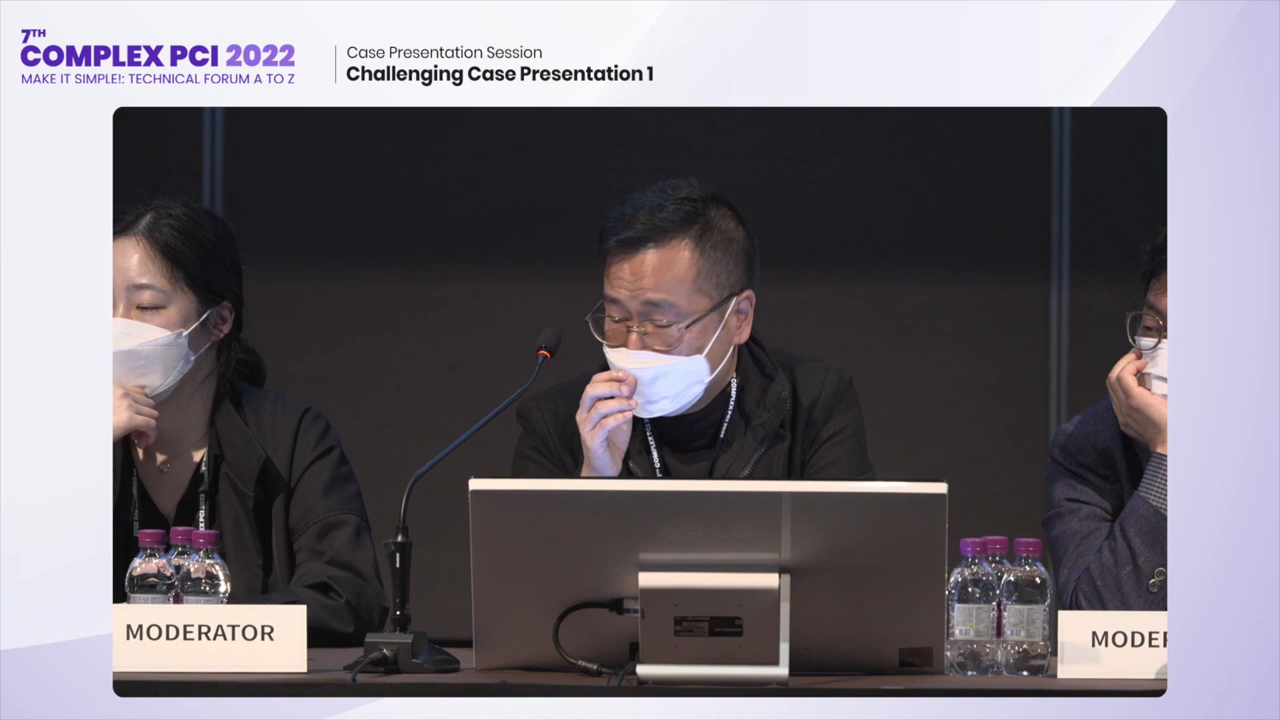 7TH
COMPLEX PCI 2022
MAKE IT SIMPLE!: TECHNICAL FORUM A TO Z
Case Presentation Session
Challenging Case Presentation 1
MODERATOR
MODER